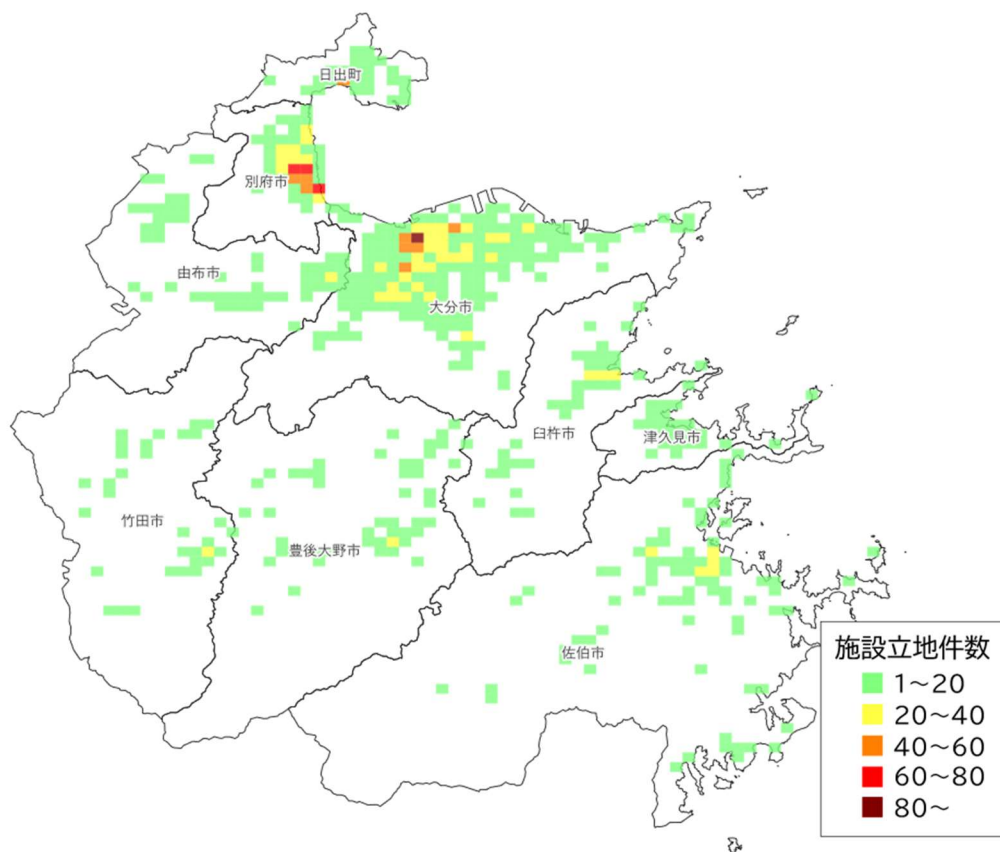 日出町
別府市
由布市
大分市
臼杵市
津久見市
竹田市
豊後大野市
佐伯市
施設立地件数
1～20
20～40
40～60
60～80
80～